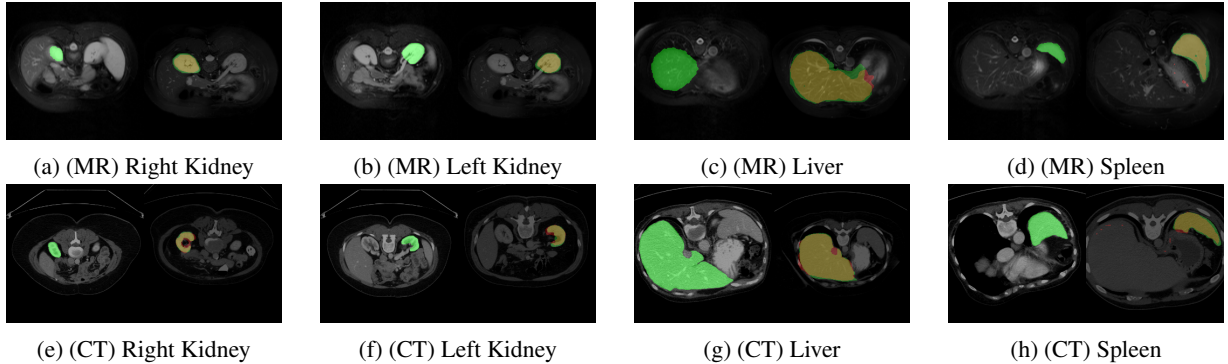 (a) (MR) Right Kidney
(b) (MR) Left Kidney
(c) (MR) Liver
(d) (MR) Spleen
(e) (CT) Right Kidney
(f) (CT) Left Kidney
(g) (CT) Liver
(h) (CT) Spleen